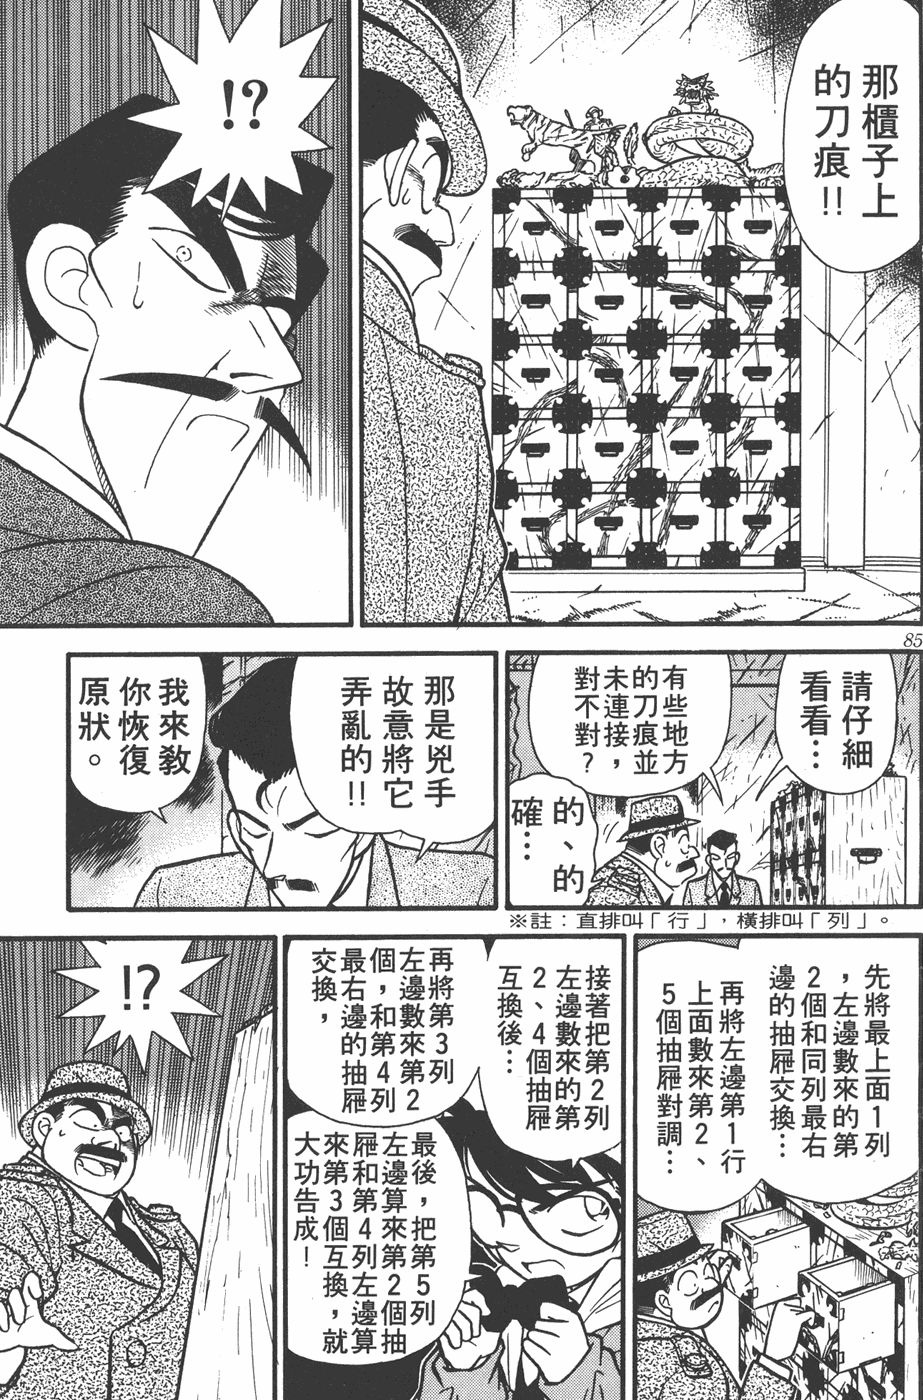 那櫃子上
的刀痕!!
!?
85
請仔細
看看…
有些地方
的刀痕並
未連接，
對不對？
的、的
確…
那是兇手
故意將它
弄亂的!!
我來教
你恢復
原狀。
※註：直排叫「行」，橫排叫「列」。
先將最上面1列
，左邊數來的第
2個和同列最右
邊的抽屜交換…
再將左邊第1行
上面數來第2、
5個抽屜對調…
接著把第2列
左邊數來的第
2、4個抽屜
互換後…
再將第3列
左邊數來第2
個，和第4列
最右邊的抽屜
交換，
最後，把第5列
左邊算來第2個抽
屜和第4列左邊算
來第3個互換，就
大功告成！
!?